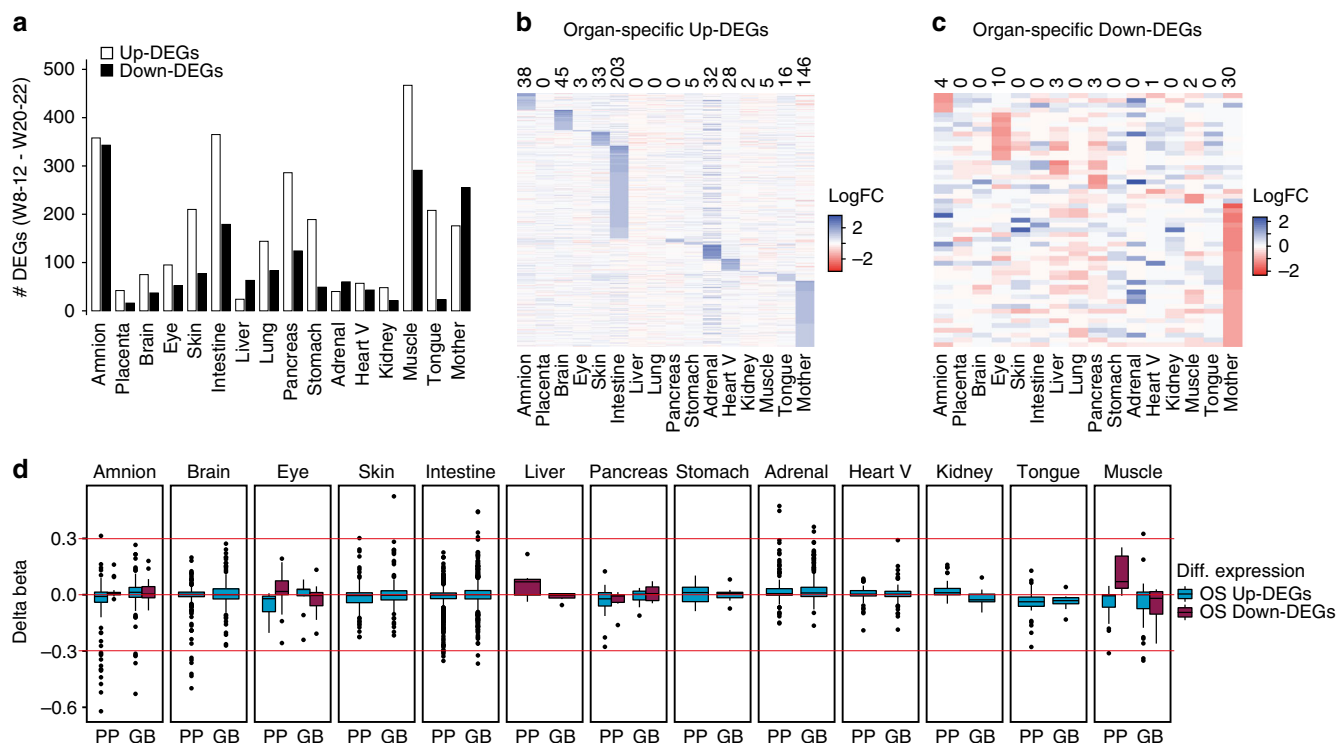 a
Up-DEGs
Down-DEGs
# DEGs (W8-12 - W20-22)
500
400
300
200
100
0
Amnion
Placenta
Brain
Eye
Skin
Intestine
Liver
Lung
Pancreas
Stomach
Adrenal
Heart V
Kidney
Muscle
Tongue
Mother
b
Organ-specific Up-DEGs
38 0 45 3 33 203 0 0 0 5 32 28 2 5 16 146
LogFC
2
0
−2
Amnion
Placenta
Brain
Eye
Skin
Intestine
Liver
Lung
Pancreas
Stomach
Adrenal
Heart V
Kidney
Muscle
Tongue
Mother
c
Organ-specific Down-DEGs
4 0 0 10 0 0 3 0 3 0 0 1 0 2 0 30
LogFC
2
0
−2
Amnion
Placenta
Brain
Eye
Skin
Intestine
Liver
Lung
Pancreas
Stomach
Adrenal
Heart V
Kidney
Muscle
Tongue
Mother
d
Amnion Brain Eye Skin Intestine Liver Pancreas Stomach Adrenal Heart V Kidney Tongue Muscle
Delta beta
0.3
0.0
−0.3
−0.6
PP GB PP GB PP GB PP GB PP GB PP GB PP GB PP GB PP GB PP GB PP GB PP GB PP GB
Diff. expression
OS Up-DEGs
OS Down-DEGs